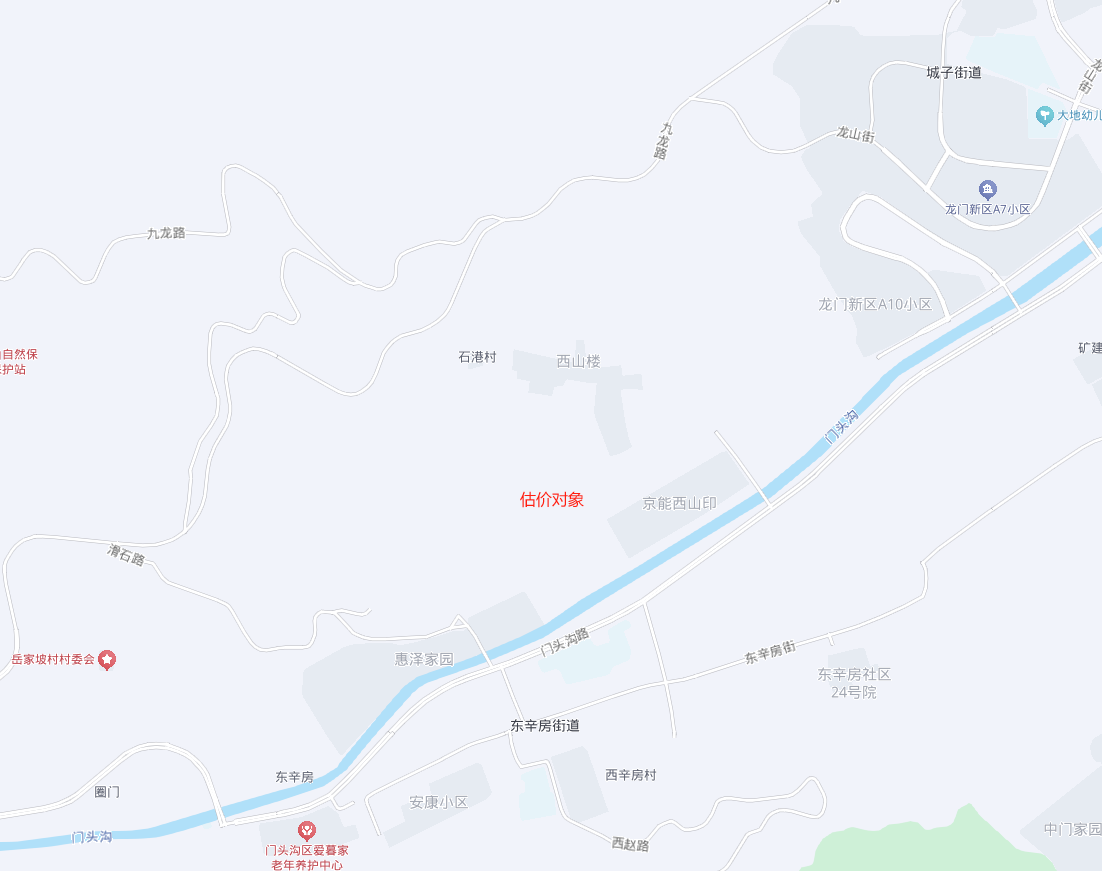 城子街道
龙山街
大地幼儿
九龙路
龙山街
龙门新区A7小区
九龙路
龙门新区A10小区
自然保
护站
石港村
西山楼
矿建
门头沟
估价对象
京能西山印
滑石路
岳家坡村村委会
惠泽家园
门头沟路
东辛房街
东辛房社区
24号院
东辛房街道
东辛房
西辛房村
圈门
安康小区
门头沟
西赵路
中门家园
门头沟区爱暮家
老年养护中心